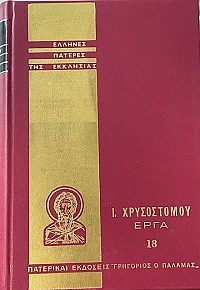 ΕΛΛΗΝΕΣ
ΠΑΤΕΡΕΣ
ΤΗΣ ΕΚΚΛΗΣΙΑΣ
Ι. ΧΡΥΣΟΣΤΟΜΟΥ
ΕΡΓΑ
18
ΠΑΤΕΡΙΚΑΙ ΕΚΔΟΣΕΙΣ "ΓΡΗΓΟΡΙΟΣ Ο ΠΑΛΑΜΑΣ"